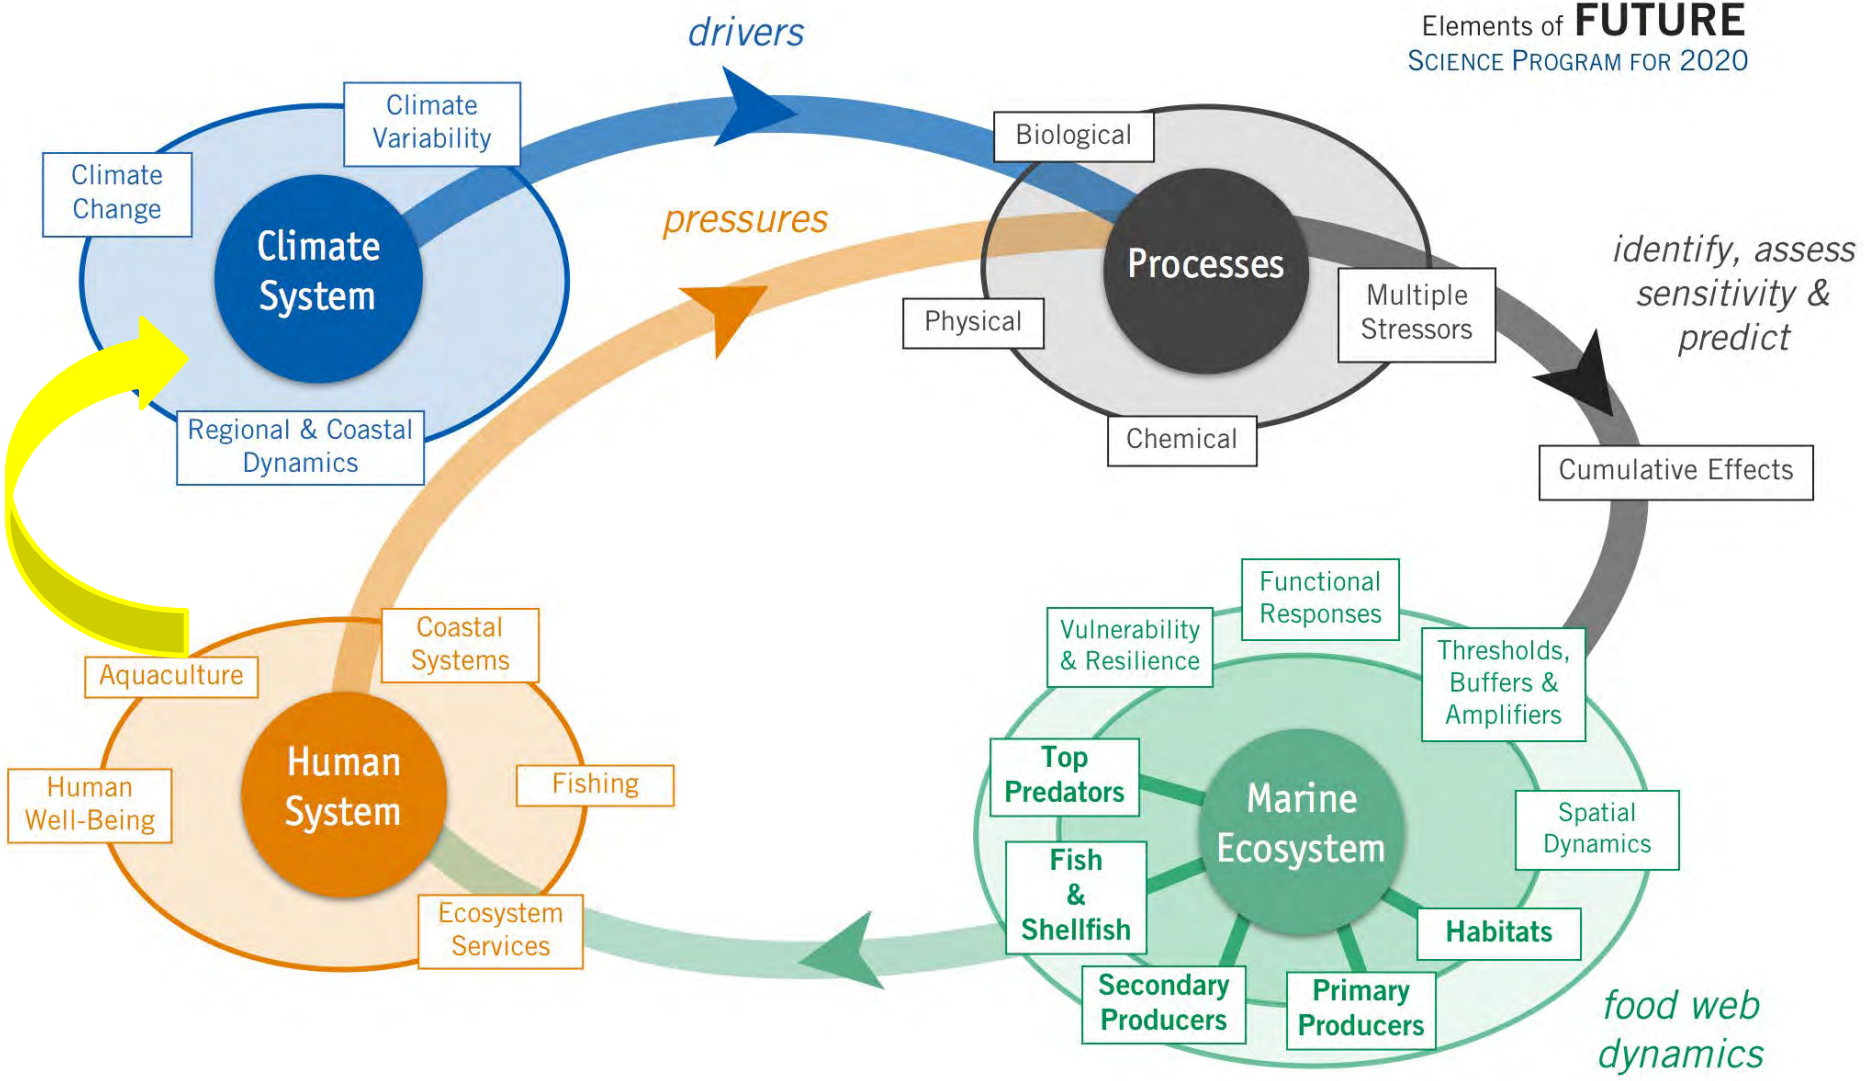 drivers
Elements of FUTURE
SCIENCE PROGRAM FOR 2020
Climate
Variability
Climate
Change
Climate
System
Regional & Coastal
Dynamics
pressures
Biological
Processes
Physical
Multiple
Stressors
Chemical
identify, assess
sensitivity &
predict
Cumulative Effects
Coastal
Systems
Aquaculture
Human
System
Human
Well-Being
Fishing
Ecosystem
Services
Functional
Responses
Vulnerability
& Resilience
Thresholds,
Buffers &
Amplifiers
Top
Predators
Marine
Ecosystem
Spatial
Dynamics
Fish
&
Shellfish
Habitats
Secondary
Producers
Primary
Producers
food web
dynamics